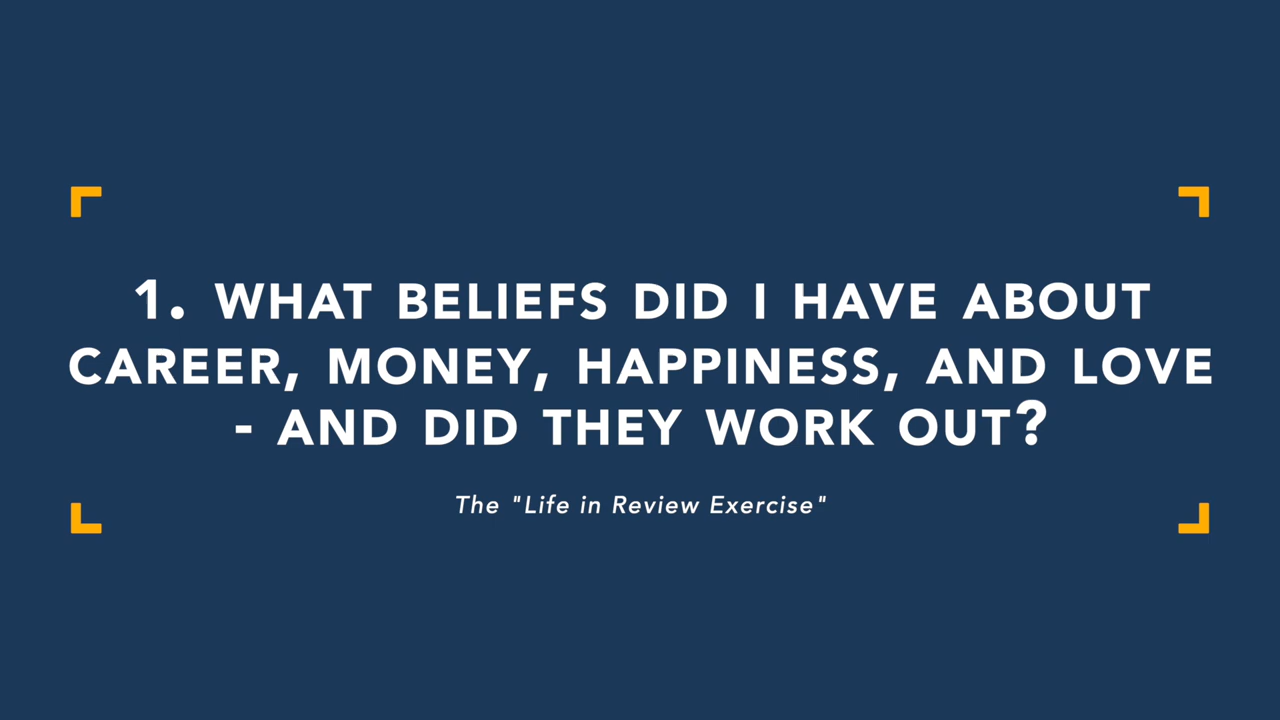 1. WHAT BELIEFS DID I HAVE ABOUT
CAREER, MONEY, HAPPINESS, AND LOVE
- AND DID THEY WORK OUT?
The "Life in Review Exercise"